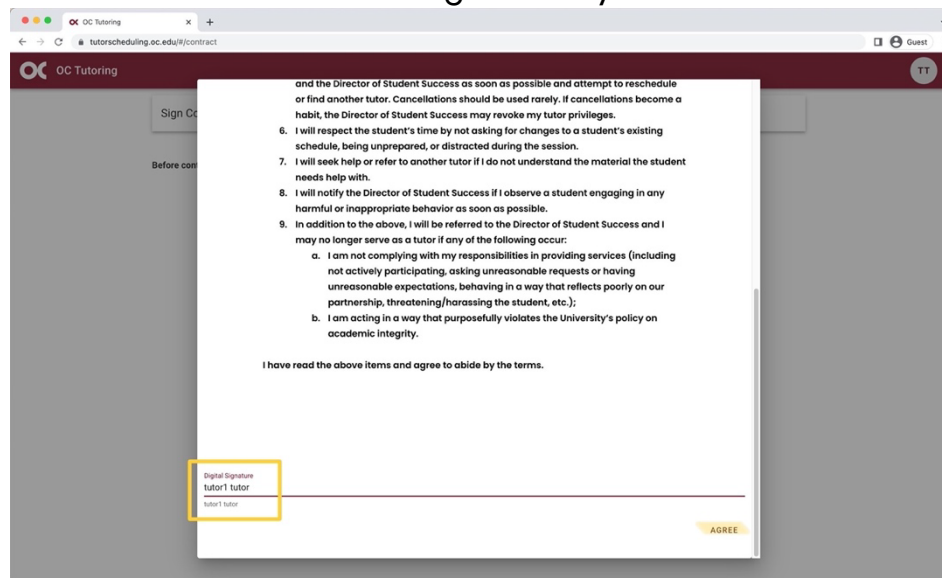 OC Tutoring
tutorscheduling.oc.edu/#/contract
Guest
OC Tutoring
TT
Sign Co
Before con
and the Director of Student Success as soon as possible and attempt to reschedule
or find another tutor. Cancellations should be used rarely. If cancellations become a
habit, the Director of Student Success may revoke my tutor privileges.
6. I will respect the student's time by not asking for changes to a student's existing
schedule, being unprepared, or distracted during the session.
7. I will seek help or refer to another tutor if I do not understand the material the student
needs help with.
8. I will notify the Director of Student Success if I observe a student engaging in any
harmful or inappropriate behavior as soon as possible.
9. In addition to the above, I will be referred to the Director of Student Success and I
may no longer serve as a tutor if any of the following occur:
a. I am not complying with my responsibilities in providing services (including
not actively participating, asking unreasonable requests or having
unreasonable expectations, behaving in a way that reflects poorly on our
partnership, threatening/harassing the student, etc.);
b. I am acting in a way that purposefully violates the University's policy on
academic integrity.
I have read the above items and agree to abide by the terms.
Digital Signature
tutor1 tutor
tutor1 tutor
AGREE